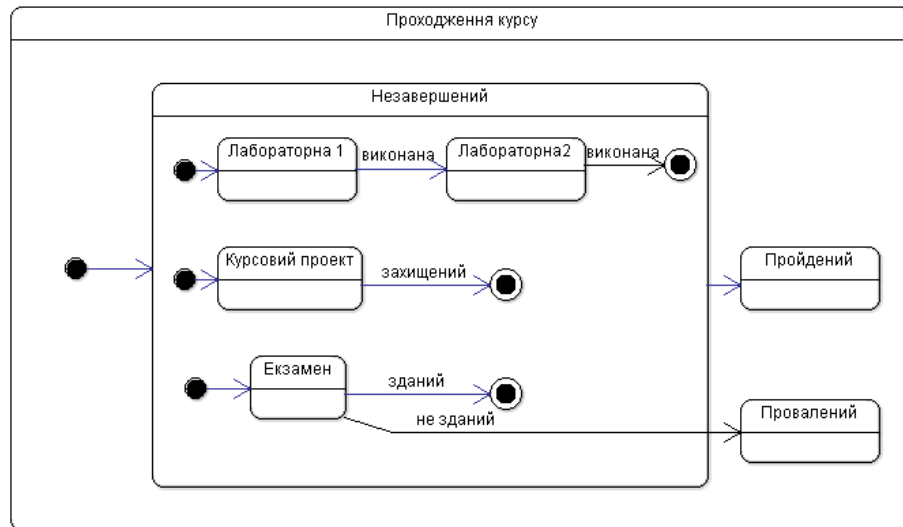 Проходження курсу
Незавершений
Лабораторна 1
виконана
Лабораторна2
виконана
Курсовий проект
захищений
Пройдений
Екзамен
зданий
не зданий
Провалений